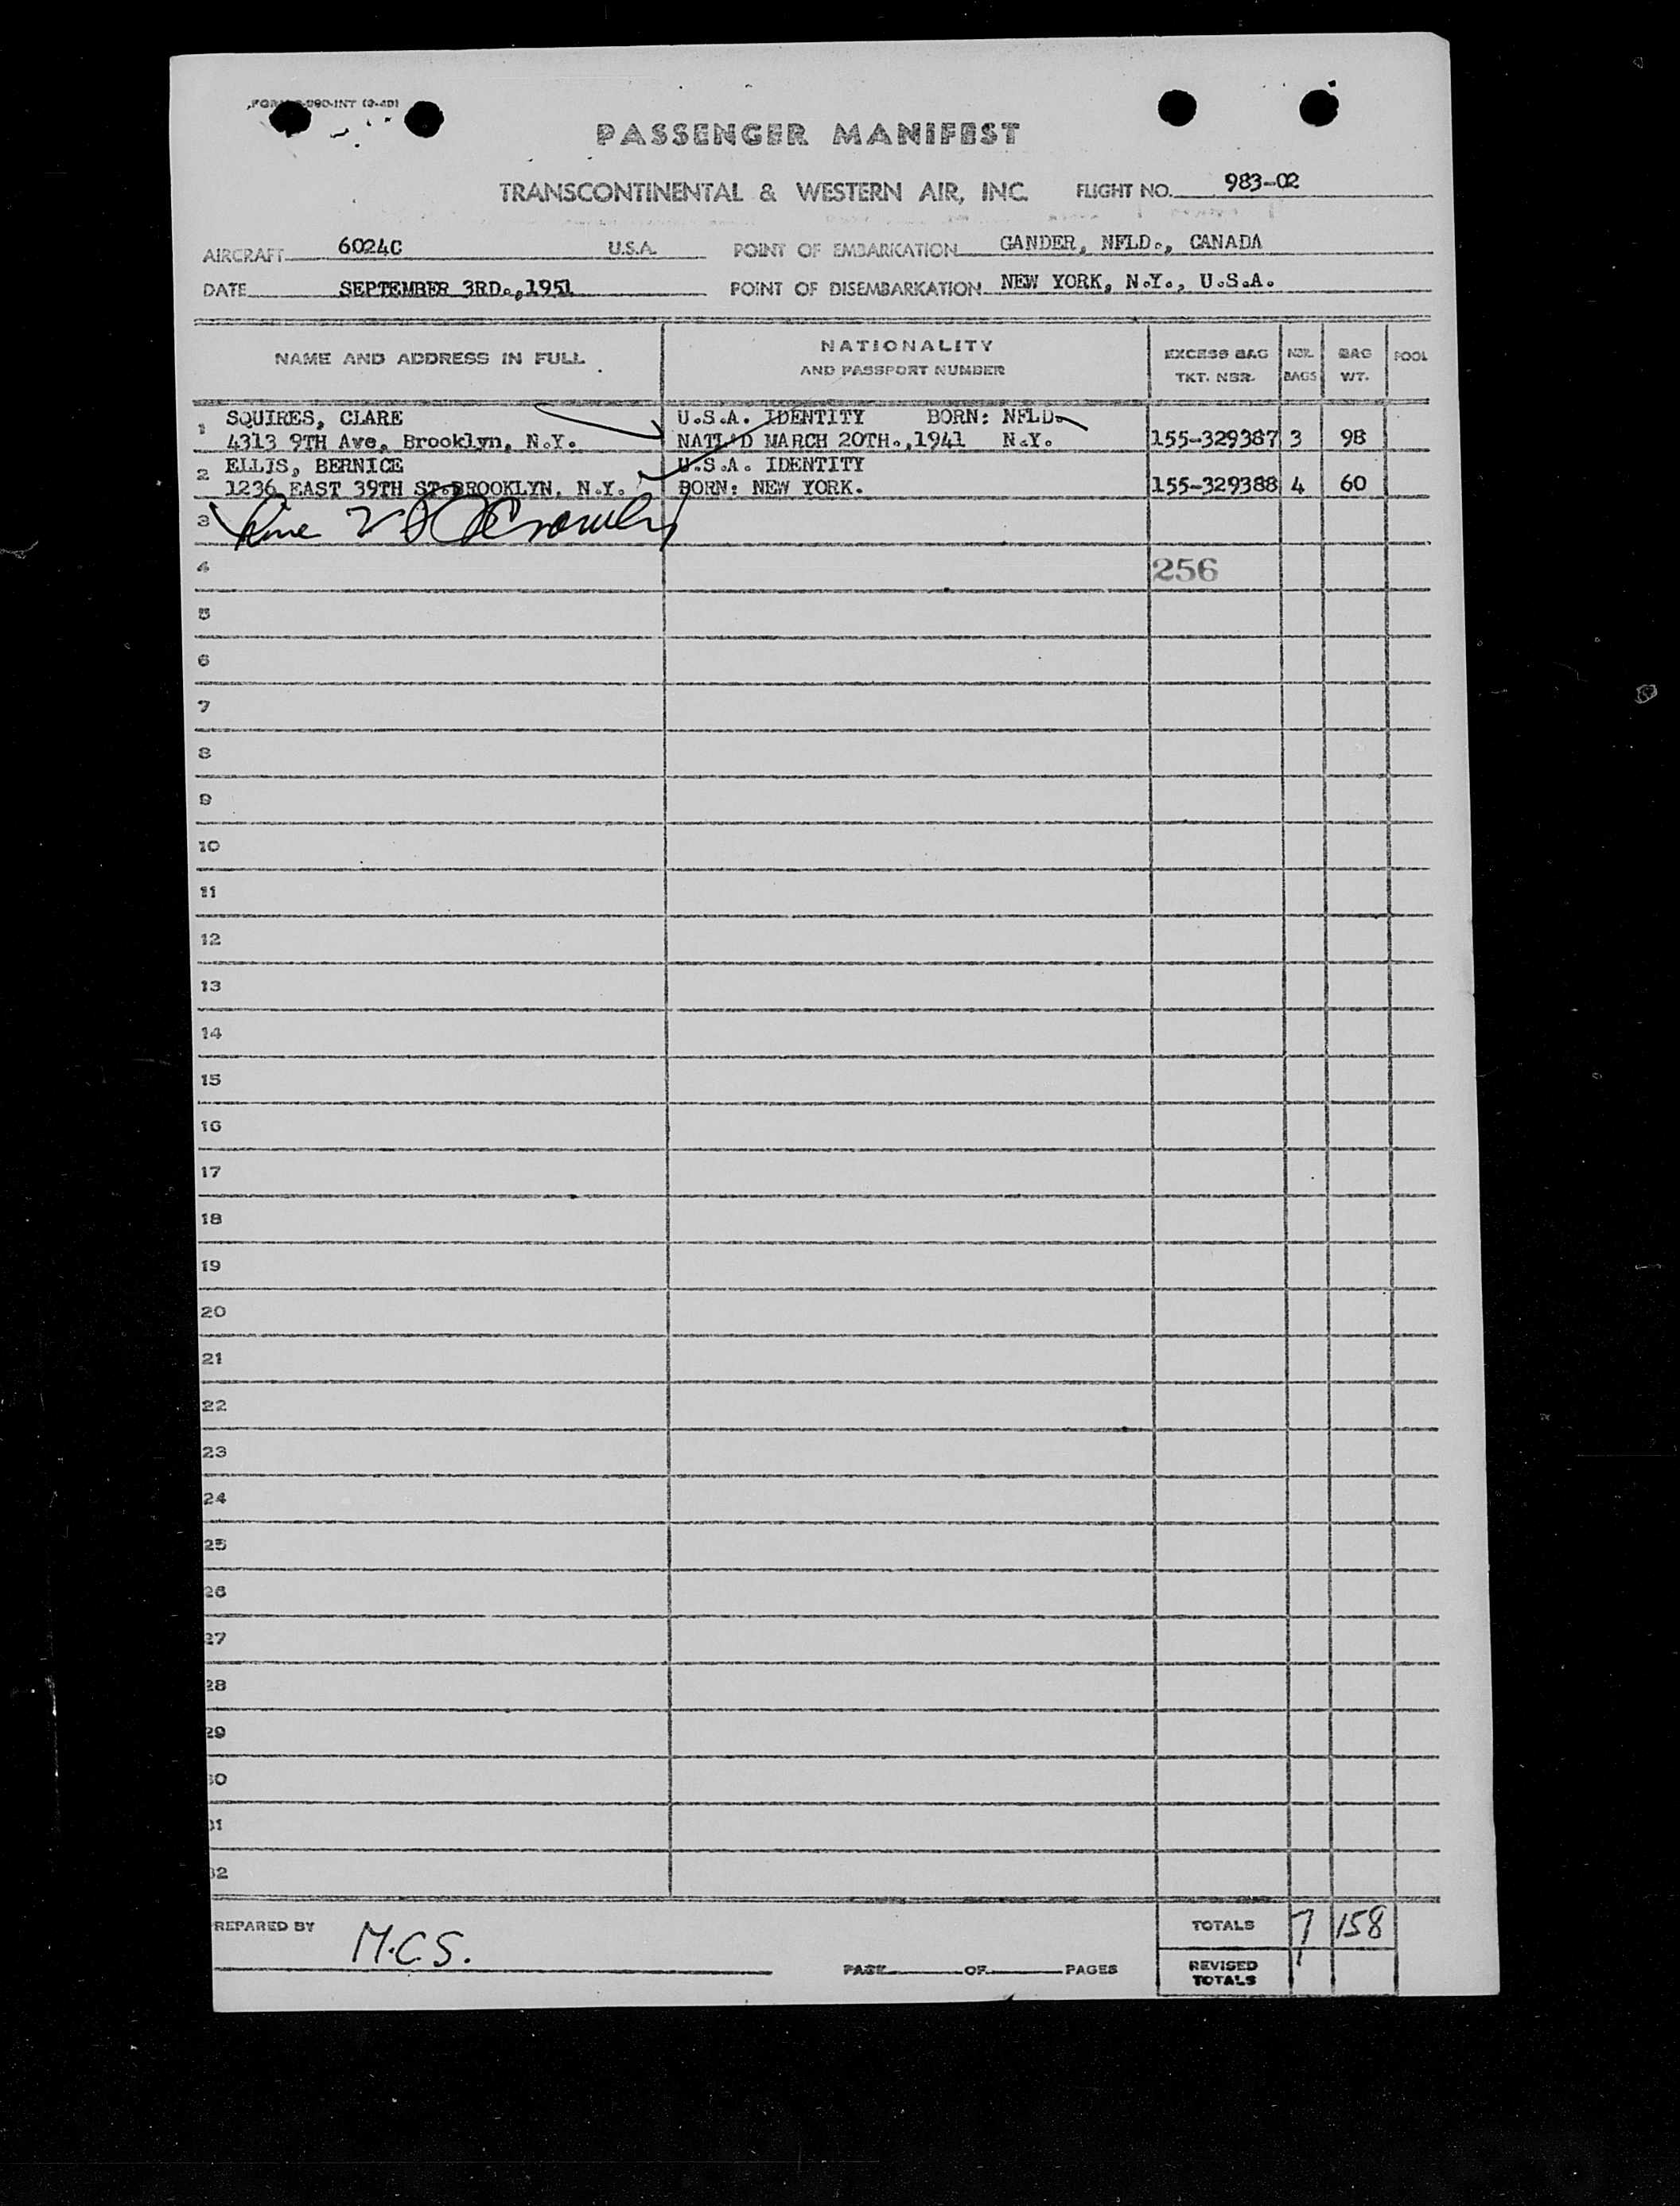 PASSENGER MANIFEST
TRANSCONTINENTAL & WESTERN AIR, INC. FLIGHT NO. 983-02
AIRCRAFT 6024C U.S.A. POINT OF EMBARKATION GANDER, NFLD., CANADA
DATE SEPTEMBER 3RD.,1951 POINT OF DISEMBARKATION NEW YORK, N.Y., U.S.A.
NAME AND ADDRESS IN FULL NATIONALITY AND PASSPORT NUMBER EXCESS BAG TKT. NBR. NBR. BAGS BAG WT. POOL
1 SQUIRES, CLARE U.S.A. IDENTITY BORN: NFLD.
4313 9TH Ave, Brooklyn, N.Y. NATL'D MARCH 20TH.,1941 N.Y. 155-329387 3 98
2 ELLIS, BERNICE U.S.A. IDENTITY
1236 EAST 39TH ST.BROOKLYN. N.Y. BORN: NEW YORK. 155-329388 4 60
3
4 256
5
6
7
8
9
10
11
12
13
14
15
16
17
18
19
20
21
22
23
24
25
26
27
28
29
30
31
32
PREPARED BY M.C.S. TOTALS 7 158
PAGE OF PAGES REVISED TOTALS